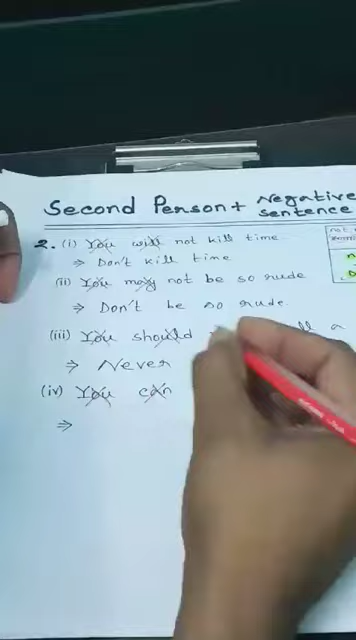 Second Person + Negative sentence
2. (i) You will not kill time.
⇒ Don't kill time
(ii) You may not be so rude
⇒ Don't be so rude.
(iii) You should a
⇒ Never
(iv) You can
⇒
not